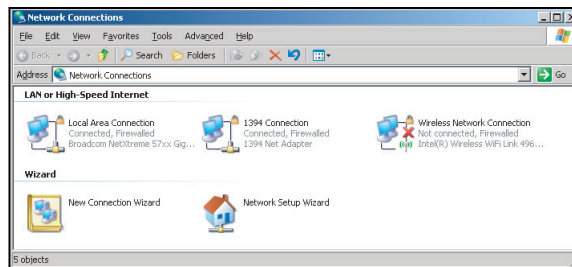 Network Connections
File Edit View Favorites Tools Advanced Help
Back Search Folders
Address Network Connections Go
LAN or High-Speed Internet
Local Area Connection
Connected, Firewalled
Broadcom NetXtreme 57xx Gig...
1394 Connection
Connected, Firewalled
1394 Net Adapter
Wireless Network Connection
Not connected, Firewalled
Intel(R) Wireless WiFi Link 496...
Wizard
New Connection Wizard
Network Setup Wizard
5 objects